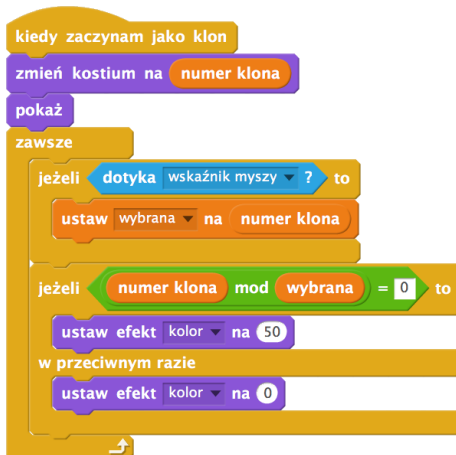 kiedy zaczynam jako klon
zmień kostium na numer klona
pokaż
zawsze
jeżeli dotyka wskaźnik myszy ? to
ustaw wybrana na numer klona
jeżeli numer klona mod wybrana = 0 to
ustaw efekt kolor na 50
w przeciwnym razie
ustaw efekt kolor na 0